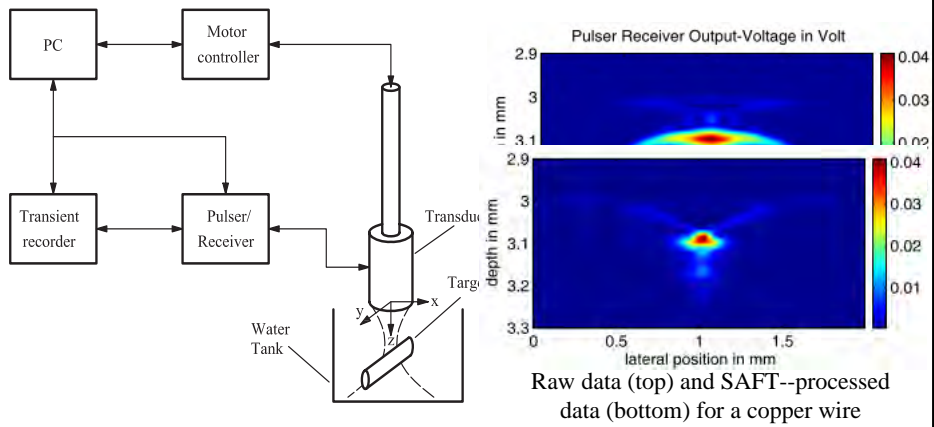 PC
Motor
controller
Transient
recorder
Pulser/
Receiver
Water
Tank
x
y
z
Pulser Receiver Output-Voltage in Volt
2.9
3
3.1
in mm
0.04
0.03
0.02
2.9
3
3.1
3.2
3.3
depth in mm
0 0.5 1 1.5
lateral position in mm
0.04
0.03
0.02
0.01
Raw data (top) and SAFT--processed
data (bottom) for a copper wire